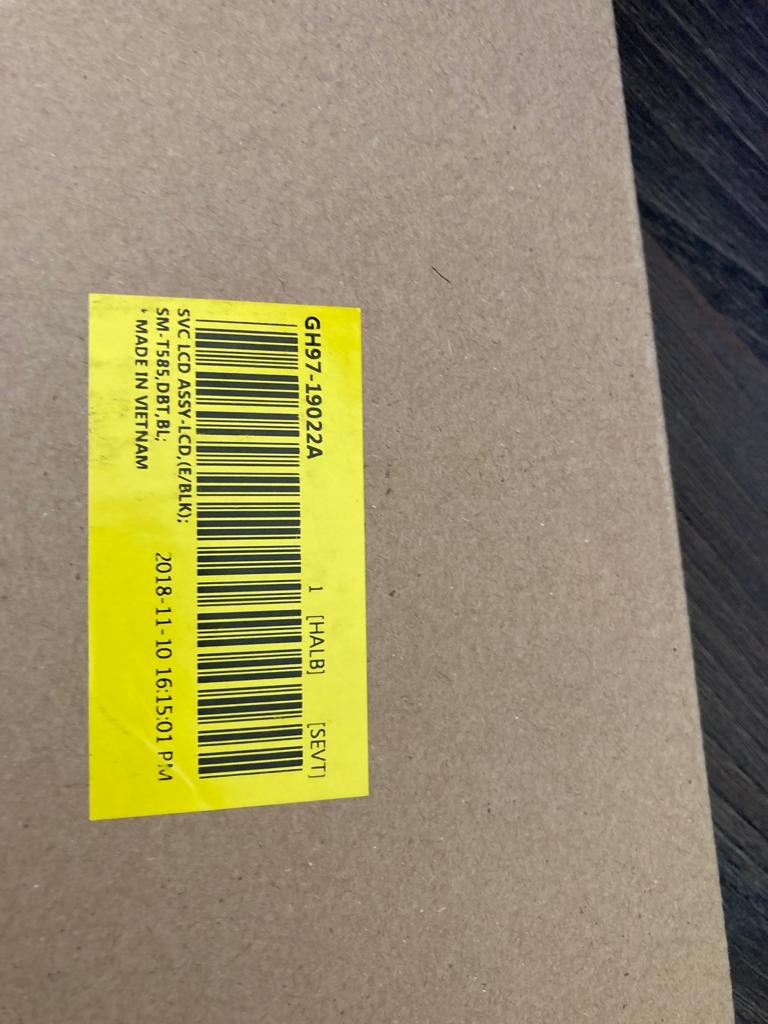 GH97-19022A 1 [HALB] [SEVT]
SVC LCD ASSY-LCD,(E/BLK);
SM-T585,DBT,BL; 2018-11-10 16:15:01 PM
* MADE IN VIETNAM